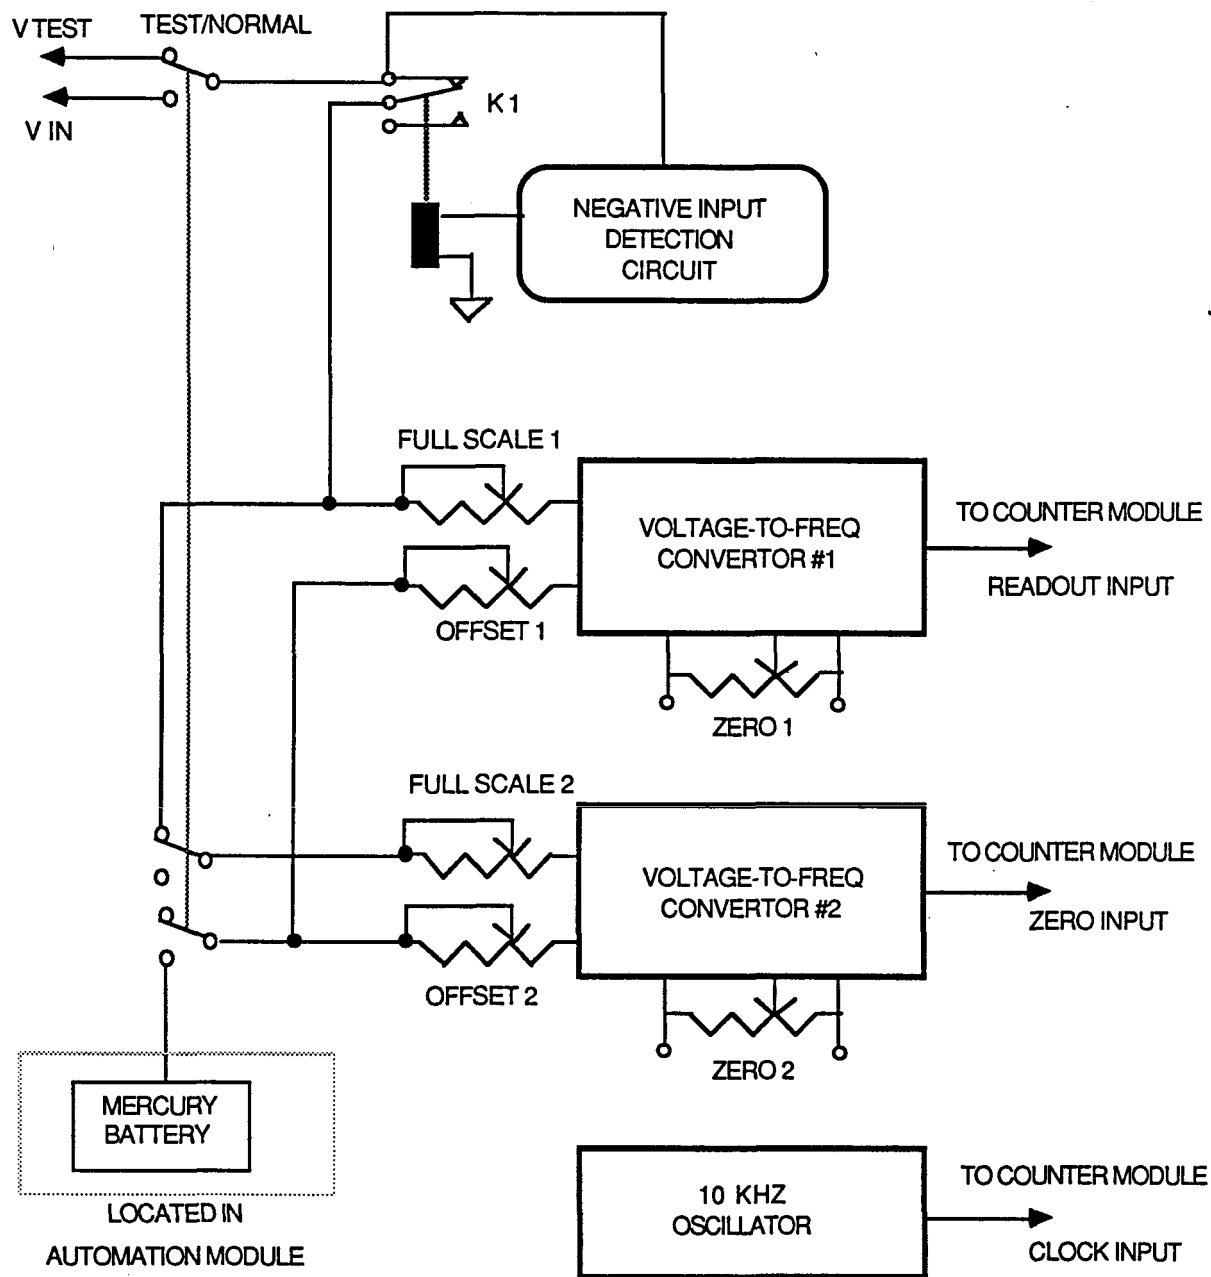 V TEST
TEST/NORMAL
V IN
K1
NEGATIVE INPUT
DETECTION
CIRCUIT
FULL SCALE 1
VOLTAGE-TO-FREQ
CONVERTOR #1
TO COUNTER MODULE
READOUT INPUT
OFFSET 1
ZERO 1
FULL SCALE 2
VOLTAGE-TO-FREQ
CONVERTOR #2
TO COUNTER MODULE
ZERO INPUT
OFFSET 2
ZERO 2
MERCURY
BATTERY
LOCATED IN
AUTOMATION MODULE
10 KHZ
OSCILLATOR
TO COUNTER MODULE
CLOCK INPUT